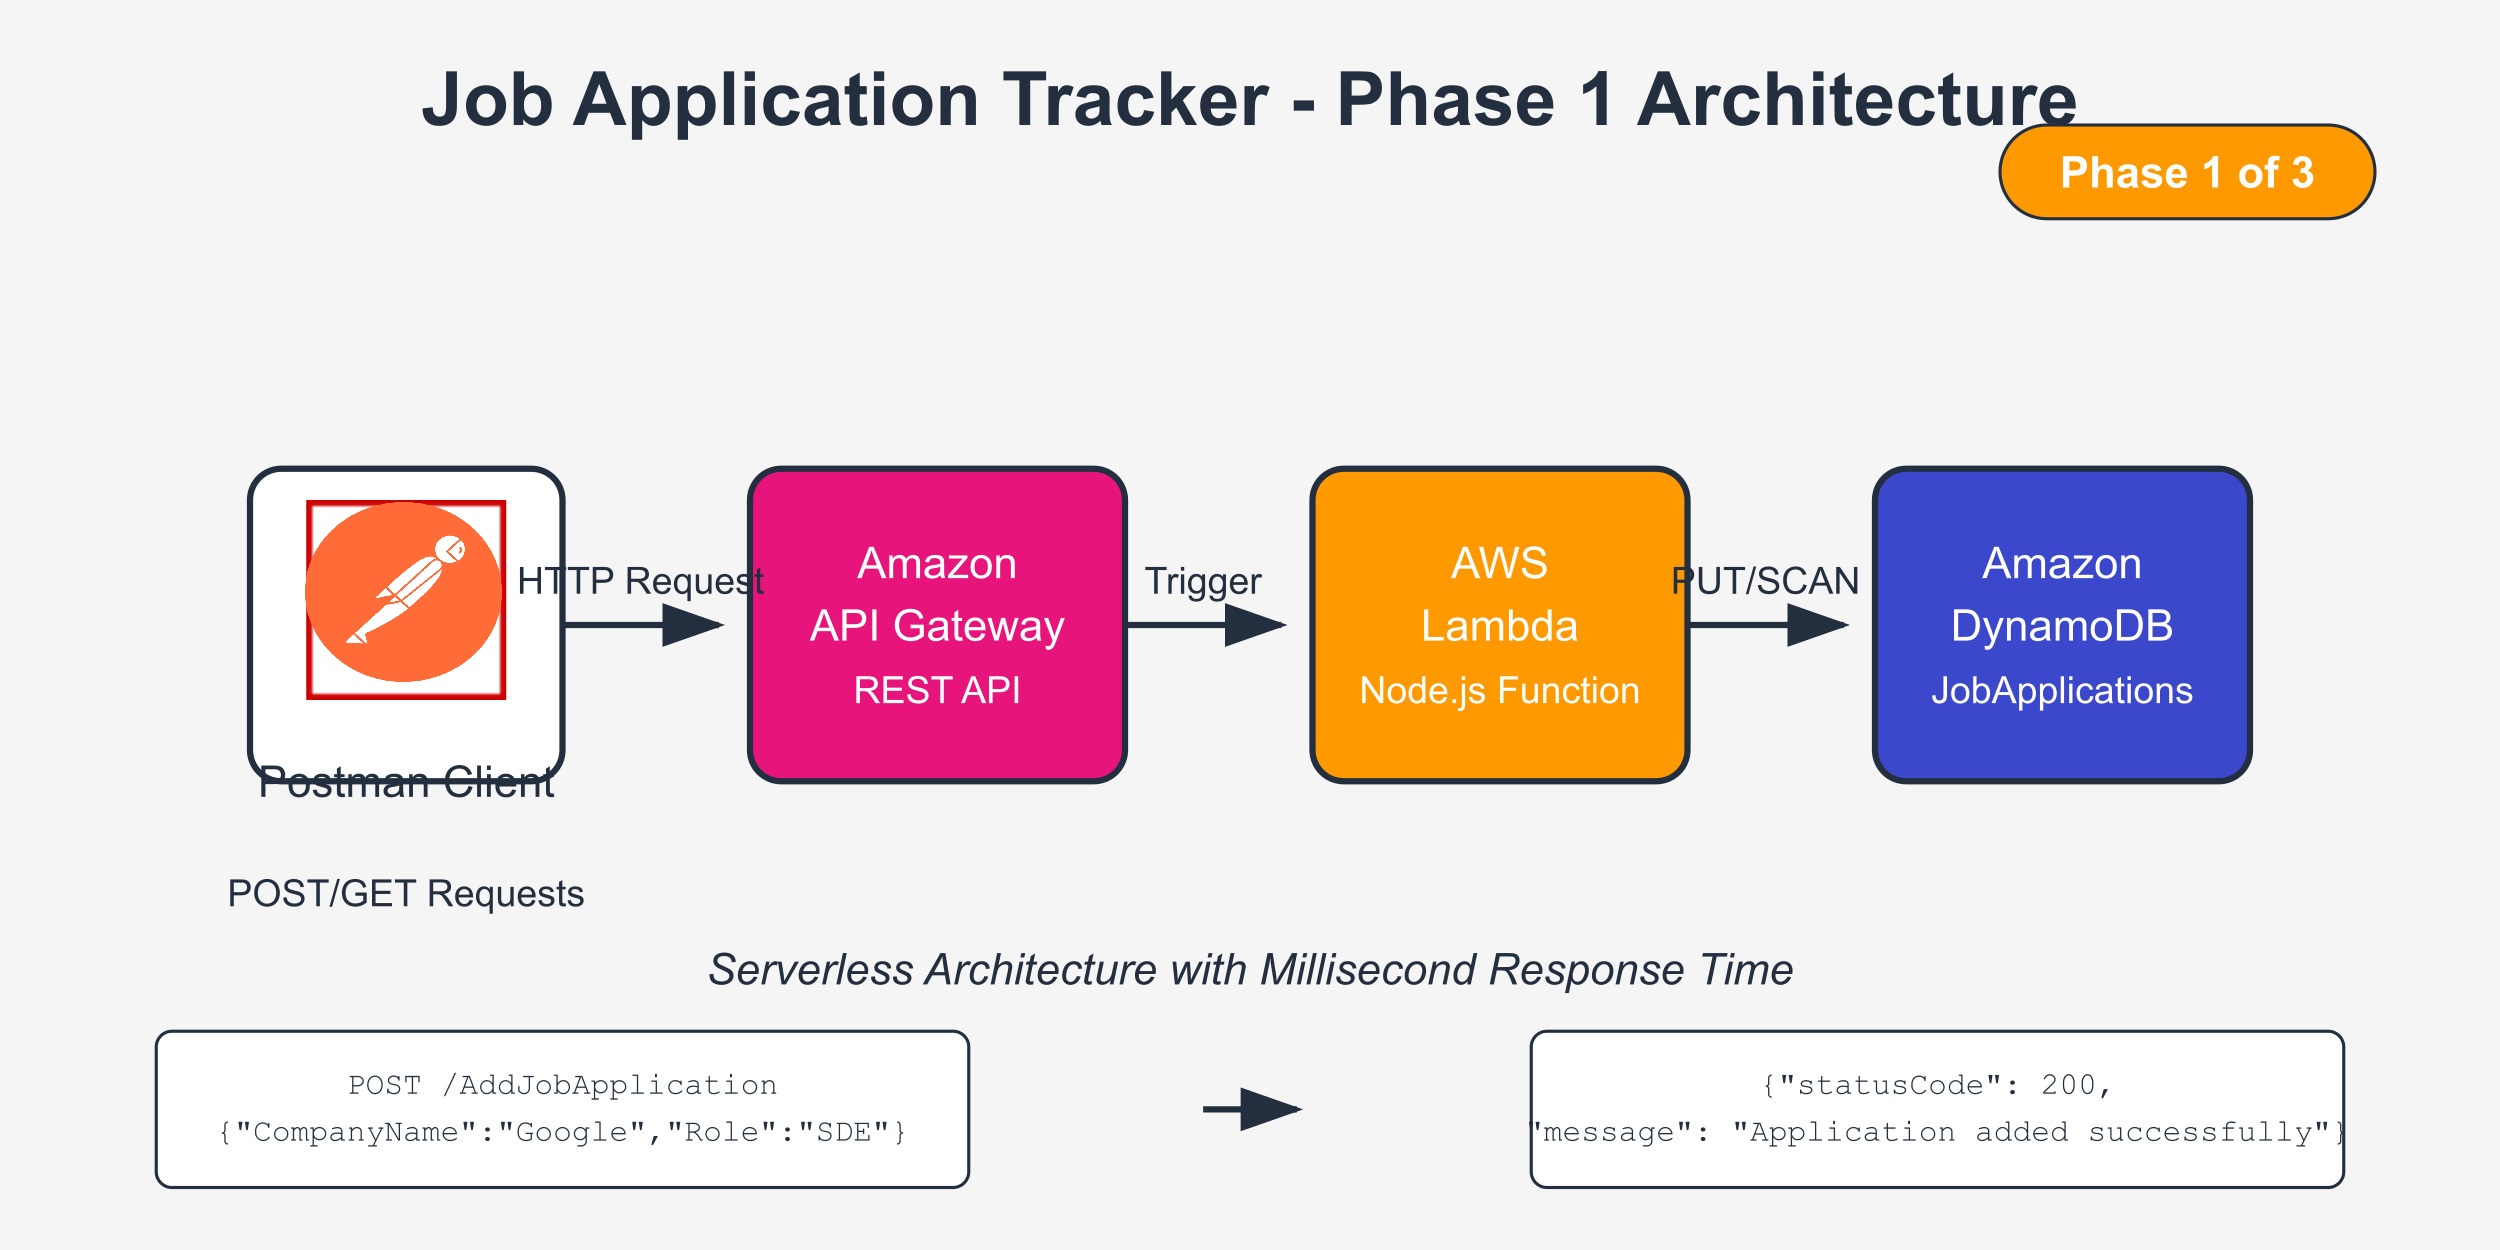 Job Application Tracker - Phase 1 Architecture
Phase 1 of 3
HTTP Request
Postman Client
POST/GET Requests
Amazon
API Gateway
REST API
Trigger
AWS
Lambda
Node.js Function
PUT/SCAN
Amazon
DynamoDB
JobApplications
Serverless Architecture with Millisecond Response Time
POST /AddJobApplication
{"CompanyName":"Google","Role":"SDE"}
{"statusCode": 200,
"message": "Application added successfully"}